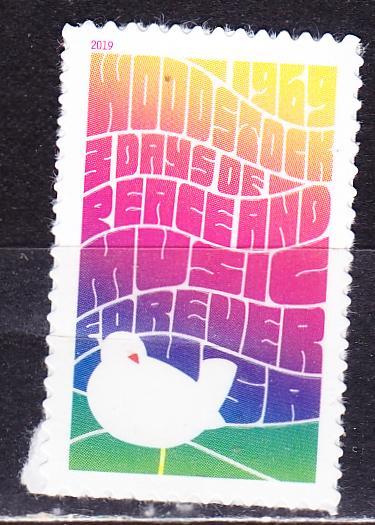 2019
1969
WOODSTOCK
3 DAYS OF
PEACE AND
MUSIC
FOREVER
USA